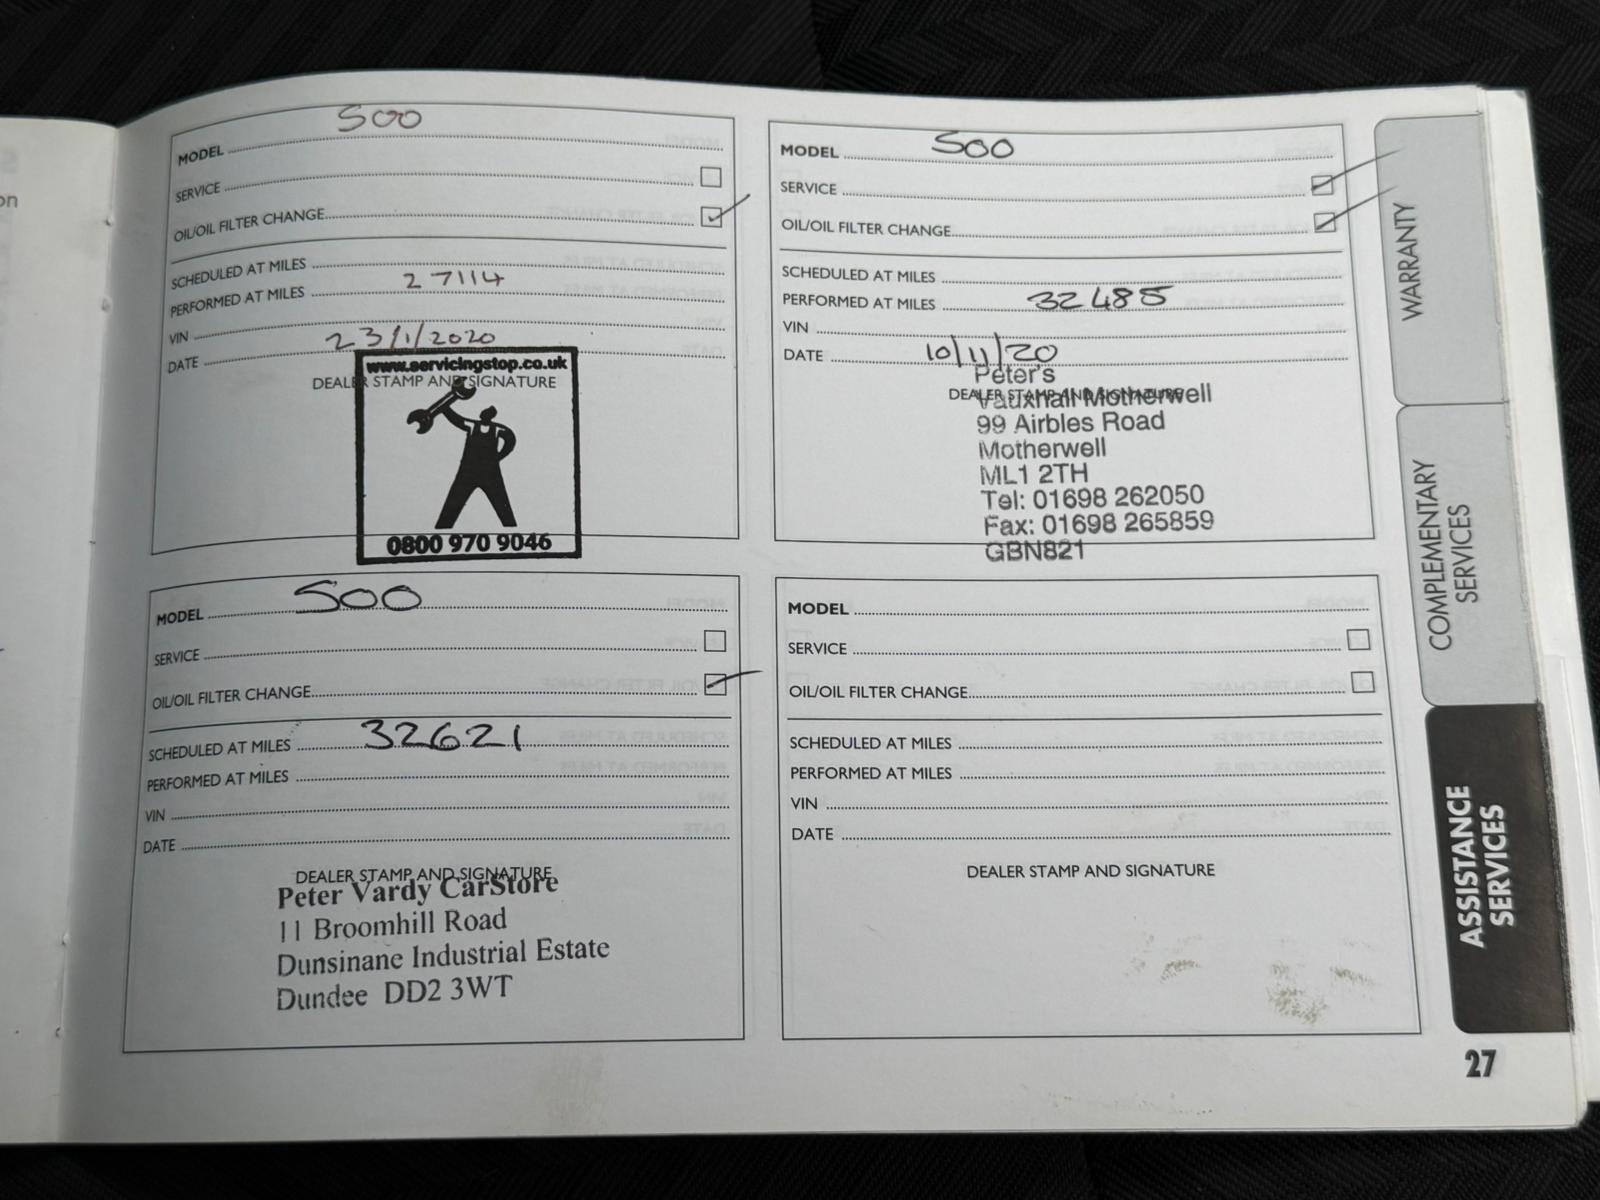 on
500
MODEL
SERVICE
OIL/OIL FILTER CHANGE
SCHEDULED AT MILES
PERFORMED AT MILES 27114
VIN
DATE 23/1/2020
DEALER STAMP AND SIGNATURE
www.servicingstop.co.uk
0800 970 9046
MODEL 500
SERVICE
OIL/OIL FILTER CHANGE
SCHEDULED AT MILES
PERFORMED AT MILES 32485
VIN
DATE 10/11/20
DEALER STAMP AND SIGNATURE
Peter's
Vauxhall Motherwell
99 Airbles Road
Motherwell
ML1 2TH
Tel: 01698 262050
Fax: 01698 265859
GBN821
MODEL 500
SERVICE
OIL/OIL FILTER CHANGE
SCHEDULED AT MILES 32621
PERFORMED AT MILES
VIN
DATE
DEALER STAMP AND SIGNATURE
Peter Vardy CarStore
11 Broomhill Road
Dunsinane Industrial Estate
Dundee DD2 3WT
MODEL
SERVICE
OIL/OIL FILTER CHANGE
SCHEDULED AT MILES
PERFORMED AT MILES
VIN
DATE
DEALER STAMP AND SIGNATURE
WARRANTY
COMPLEMENTARY
SERVICES
ASSISTANCE
SERVICES
27